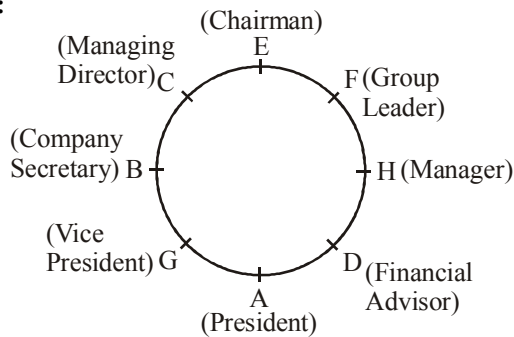 :
(Chairman)
E
(Managing
Director) C
F (Group
Leader)
(Company
Secretary) B
H (Manager)
(Vice
President) G
D (Financial
Advisor)
A
(President)